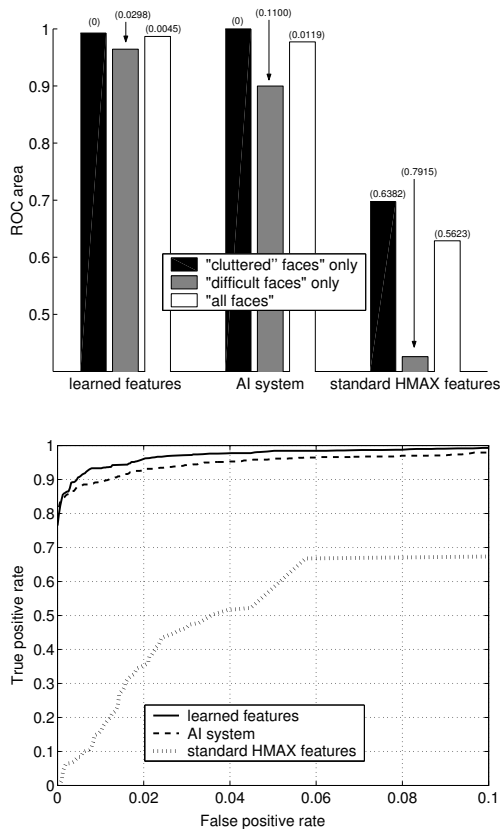 (0) (0.0298) (0.0045) (0) (0.1100) (0.0119)
1
0.9
0.8
(0.7915)
0.7
(0.6382)
(0.5623)
ROC area
0.6
0.5
"cluttered'' faces" only
"difficult faces" only
"all faces"
learned features AI system standard HMAX features
1
0.9
0.8
0.7
0.6
0.5
0.4
0.3
0.2
0.1
0
True positive rate
learned features
AI system
standard HMAX features
0 0.02 0.04 0.06 0.08 0.1
False positive rate